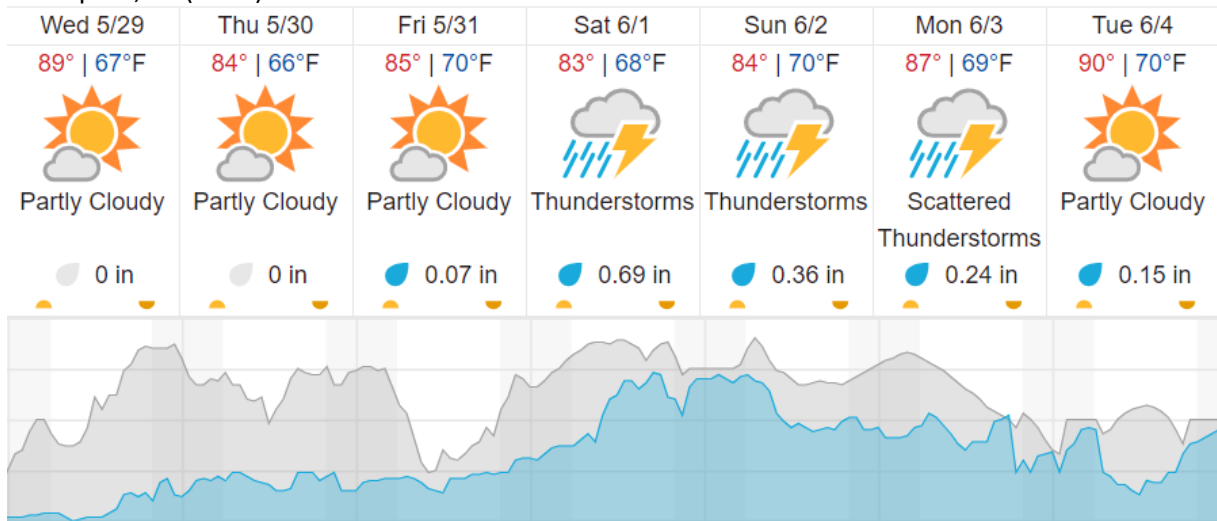 Wed 5/29 Thu 5/30 Fri 5/31 Sat 6/1 Sun 6/2 Mon 6/3 Tue 6/4
89° | 67°F 84° | 66°F 85° | 70°F 83° | 68°F 84° | 70°F 87° | 69°F 90° | 70°F
Partly Cloudy Partly Cloudy Partly Cloudy Thunderstorms Thunderstorms Scattered Partly Cloudy
Thunderstorms
0 in 0 in 0.07 in 0.69 in 0.36 in 0.24 in 0.15 in